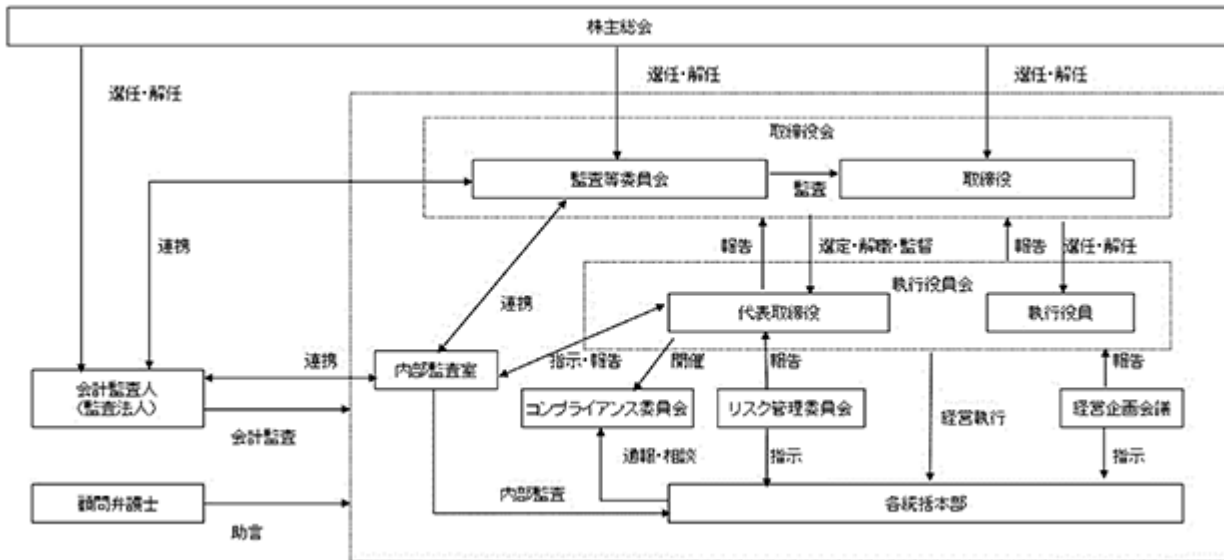 株主総会
選任・解任
選任・解任
選任・解任
取締役会
監査等委員会
監査
取締役
連携
報告
選定・解職・監督
報告
選任・解任
執行役員会
連携
代表取締役
執行役員
連携
内部監査室
指示・報告
開催
報告
報告
会計監査人
(監査法人)
コンプライアンス委員会
リスク管理委員会
経営執行
経営企画会議
会計監査
通報・相談
指示
指示
顧問弁護士
内部監査
各統括本部
助言